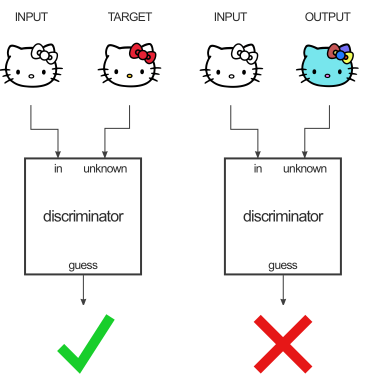 INPUT TARGET INPUT OUTPUT
in unknown in unknown
discriminator discriminator
guess guess